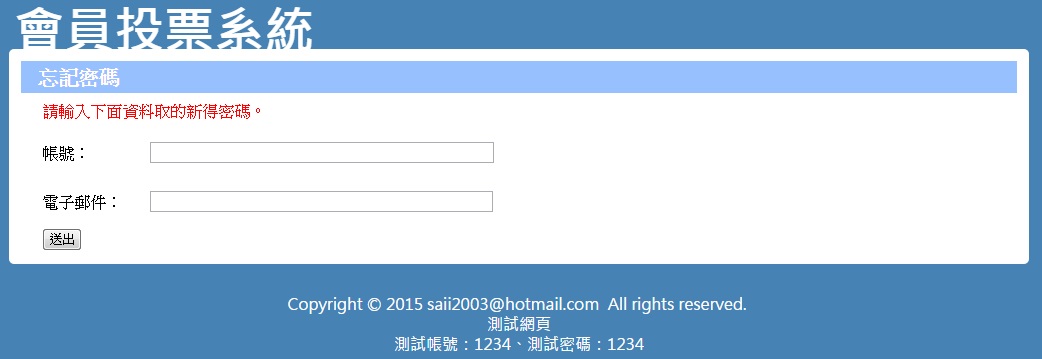 會員投票系統
忘記密碼
請輸入下面資料取的新得密碼。
帳號：
電子郵件：
送出
Copyright © 2015 saii2003@hotmail.com  All rights reserved.
測試網頁
測試帳號：1234、測試密碼：1234